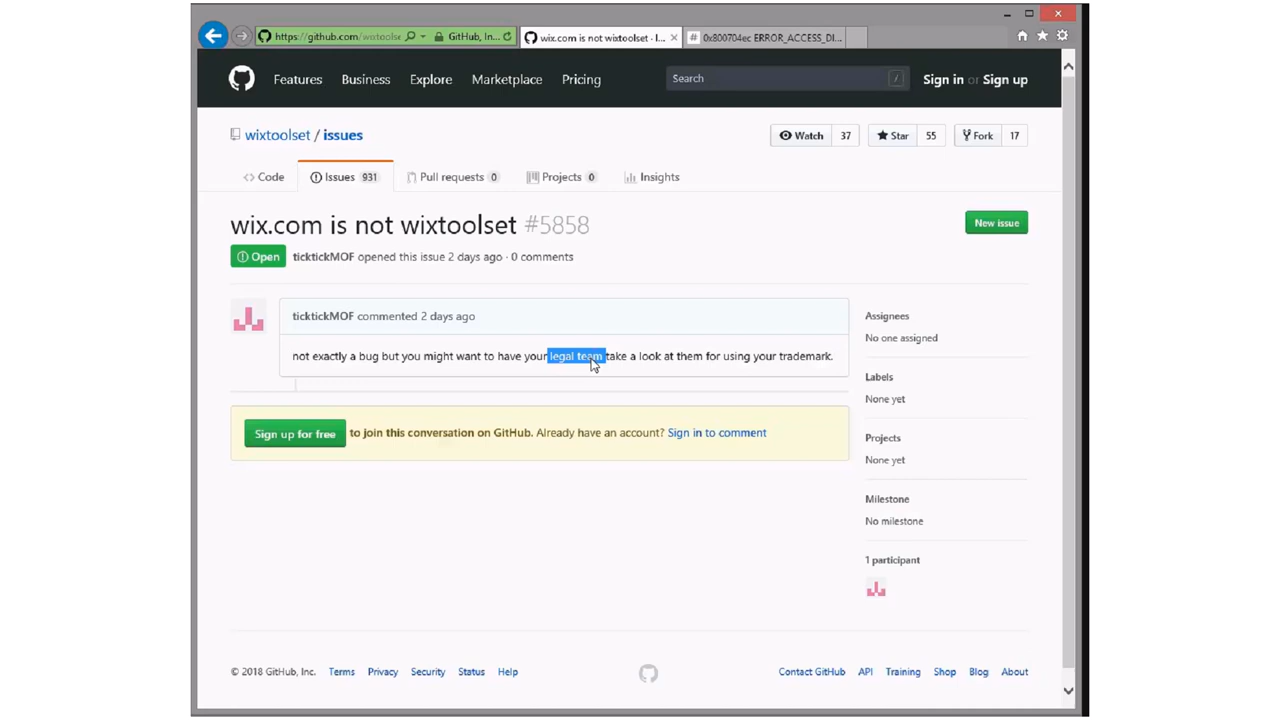 https://github.com/wixtoolse
GitHub, In...
wix.com is not wixtoolset · I...
0x800704ec ERROR_ACCESS_DI...
Features Business Explore Marketplace Pricing
Search /
Sign in or Sign up
wixtoolset / issues
Watch 37 Star 55 Fork 17
Code Issues 931 Pull requests 0 Projects 0 Insights
wix.com is not wixtoolset #5858
New issue
Open ticktickMOF opened this issue 2 days ago · 0 comments
ticktickMOF commented 2 days ago
not exactly a bug but you might want to have your legal team take a look at them for using your trademark.
Sign up for free to join this conversation on GitHub. Already have an account? Sign in to comment
Assignees
No one assigned
Labels
None yet
Projects
None yet
Milestone
No milestone
1 participant
© 2018 GitHub, Inc. Terms Privacy Security Status Help
Contact GitHub API Training Shop Blog About